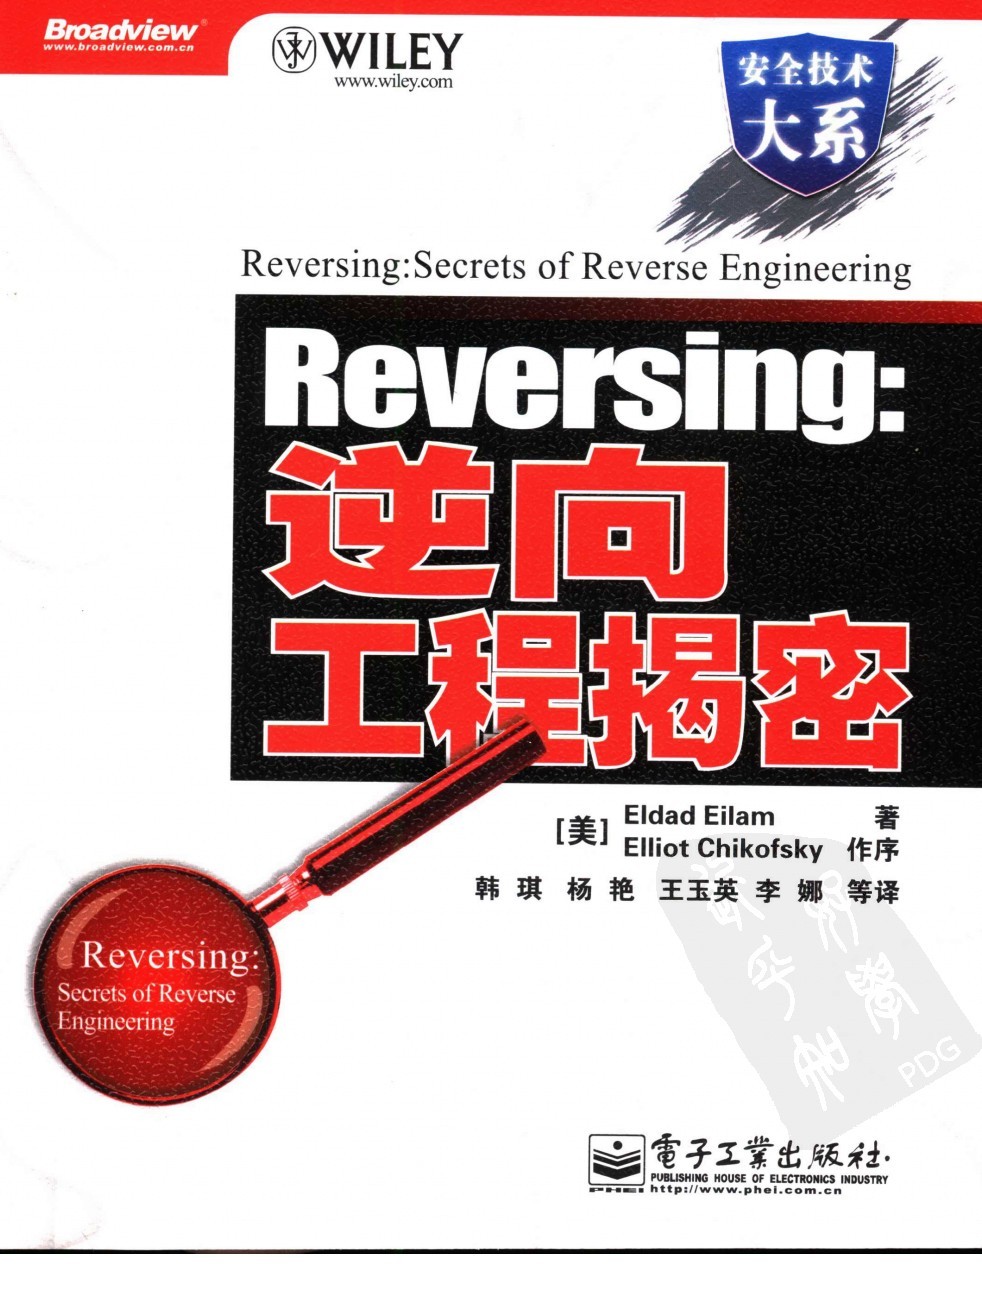 Broadview®
www.broadview.com.cn
WILEY
www.wiley.com
安全技术
大系
Reversing:Secrets of Reverse Engineering
Reversing:
逆向
工程揭密
[美] Eldad Eilam 著
Elliot Chikofsky 作序
韩 琪 杨 艳 王玉英 李 娜 等译
Reversing:
Secrets of Reverse
Engineering
PDG
電子工業出版社.
PUBLISHING HOUSE OF ELECTRONICS INDUSTRY
PHEI http://www.phei.com.cn